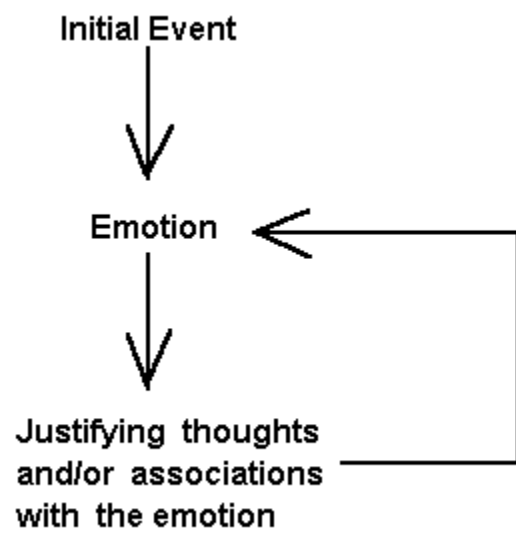 Initial Event
Emotion
Justifying thoughts
and/or associations
with the emotion